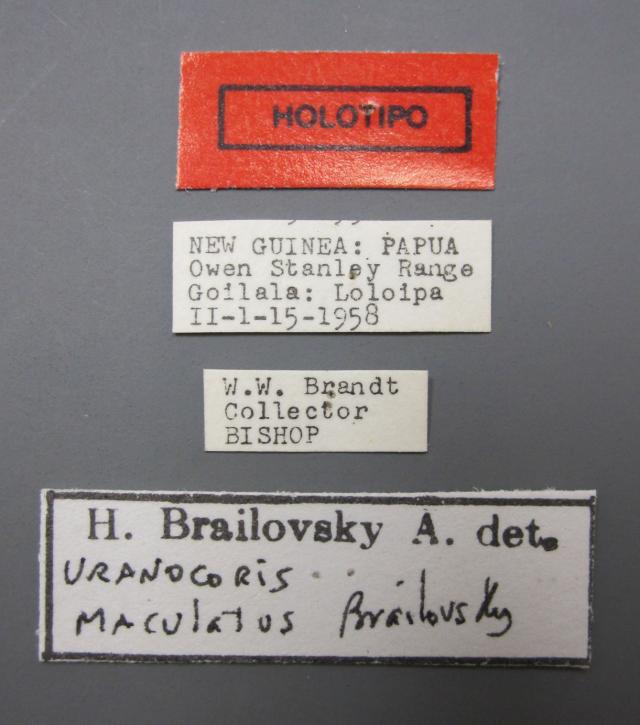 HOLOTIPO
NEW GUINEA: PAPUA
Owen Stanley Range
Goilala: Loloipa
II-1-15-1958
W.W. Brandt
Collector
BISHOP
H. Brailovsky A. det.
URANOCORIS
MACULATUS Brailovsky